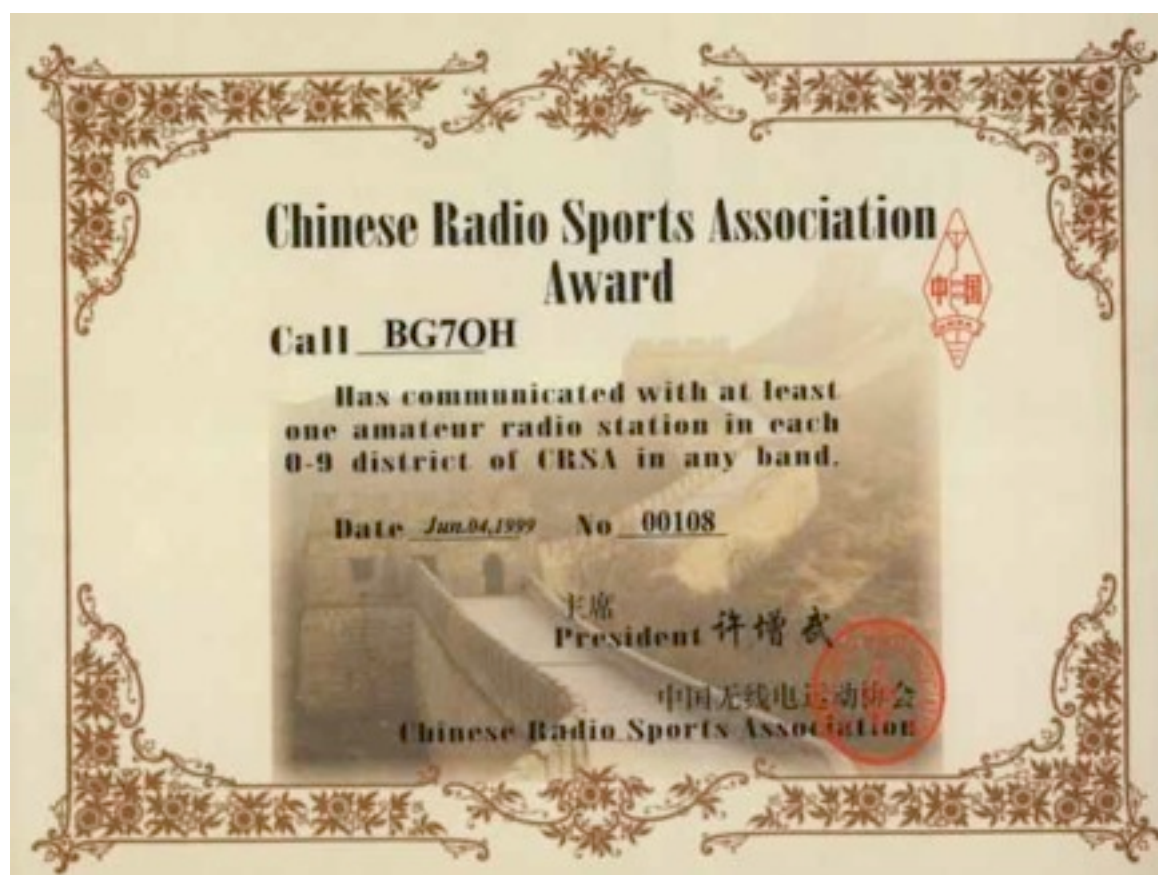 Chinese Radio Sports Association
Award
中国
Call BG7OH
Has communicated with at least
one amateur radio station in each
0-9 district of CRSA in any band.
Date Jun.04,1999 No 00108
主席
President 许增武
中国无线电运动协会
Chinese Radio Sports Association